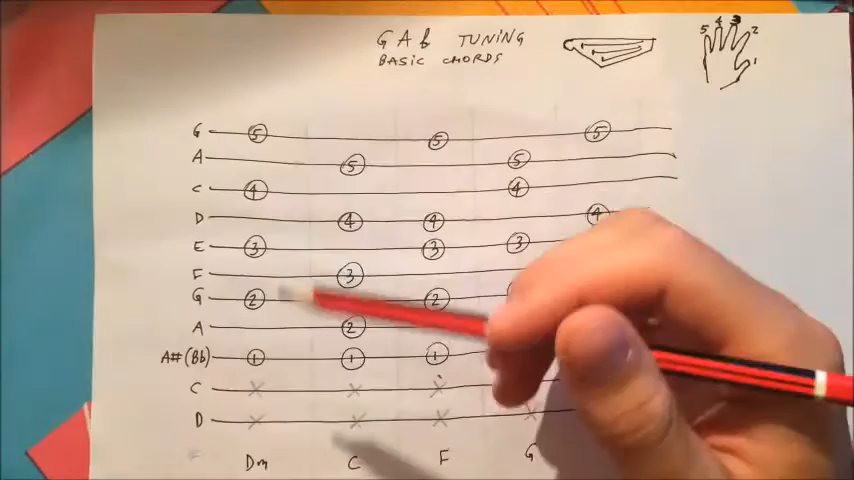 GAB TUNING
BASIC CHORDS
5 4 3 2 1
G 5 5 5
A 5 5
C 4 4
D 4 4 4
E 3 3 3
F 3
G 2 2
A 2
A#(Bb) 1 1 1
C X X X
D X X X X
Dm C F G